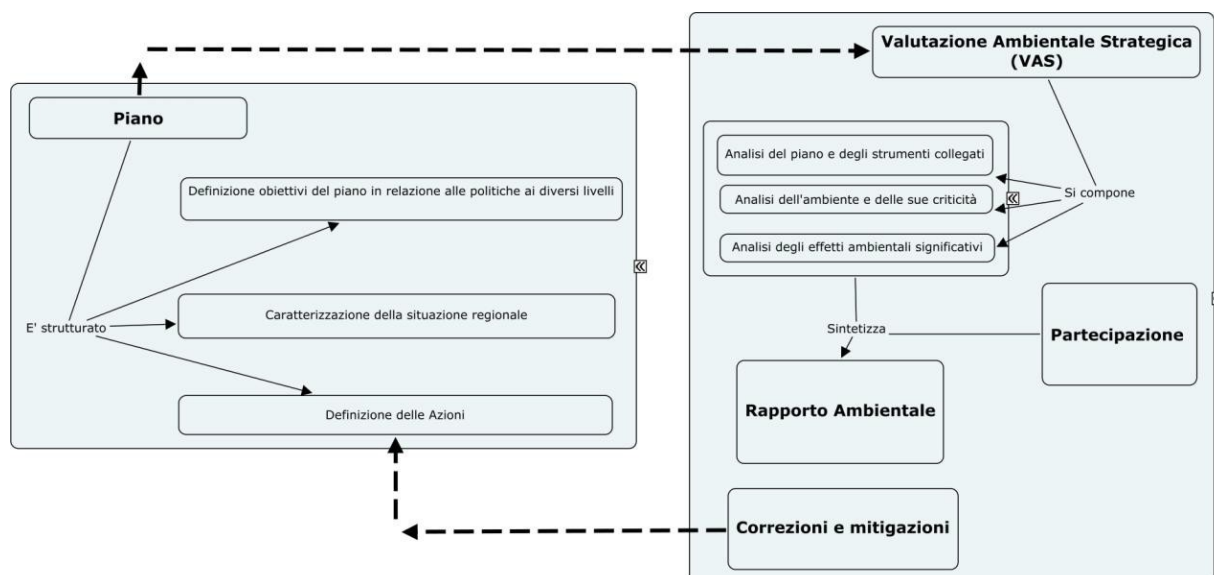 Piano
Definizione obiettivi del piano in relazione alle politiche ai diversi livelli
E' strutturato
Caratterizzazione della situazione regionale
Definizione delle Azioni
Valutazione Ambientale Strategica
(VAS)
Analisi del piano e degli strumenti collegati
Analisi dell'ambiente e delle sue criticità
Si compone
Analisi degli effetti ambientali significativi
Sintetizza
Partecipazione
Rapporto Ambientale
Correzioni e mitigazioni